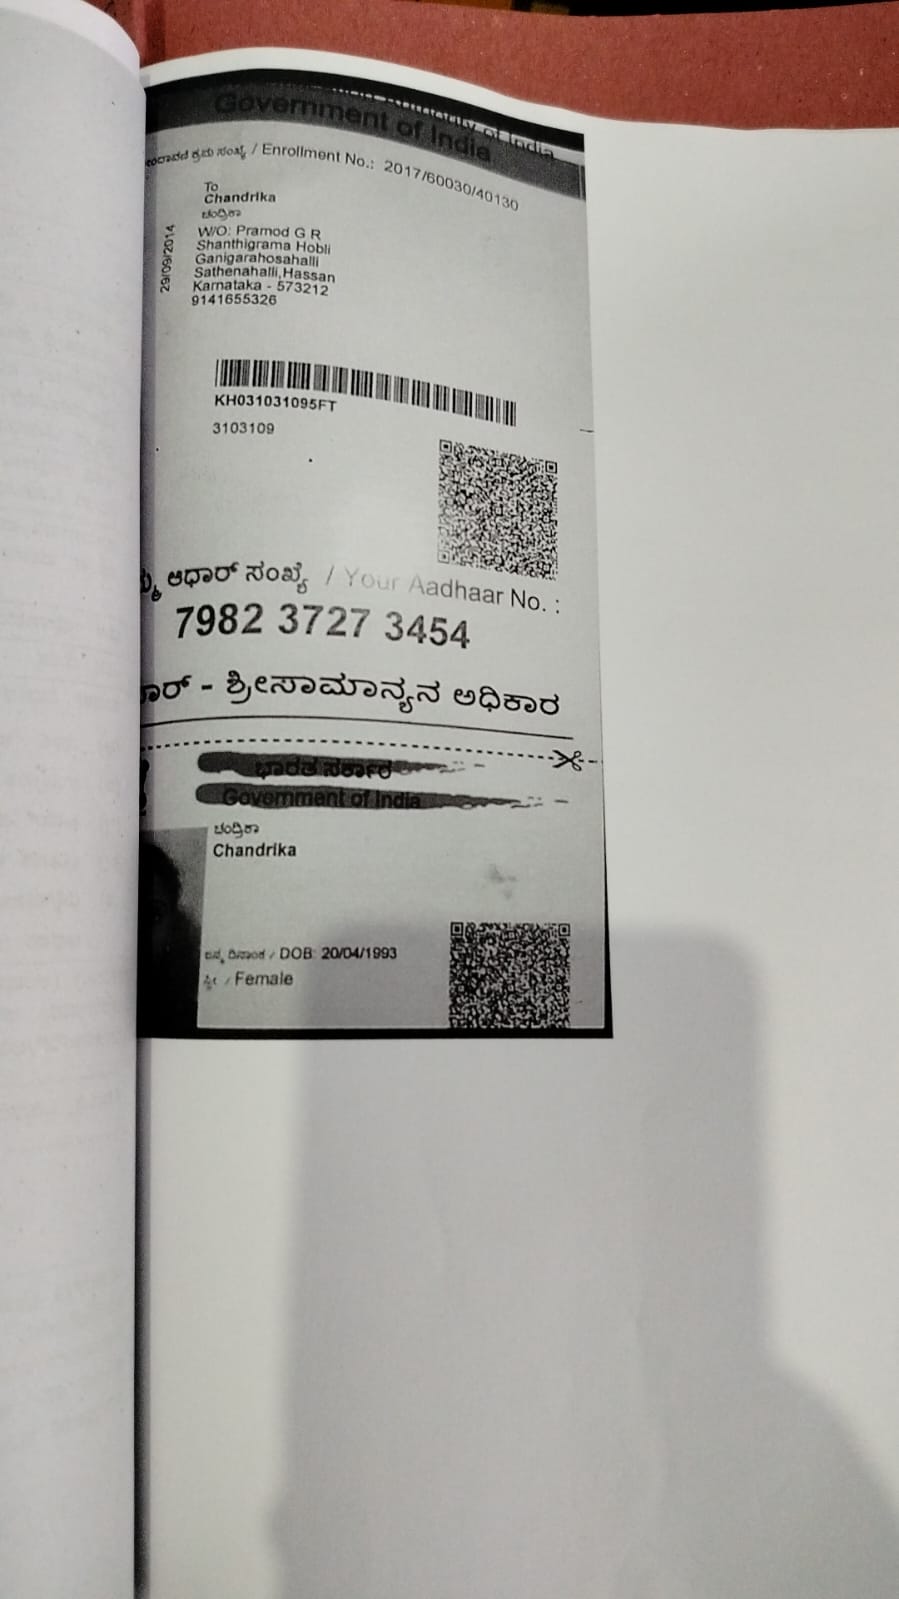 Government of India
ಕ್ರಮ ಸಂಖ್ಯೆ / Enrollment No.: 2017/60030/40130
To
Chandrika
ಚಂದ್ರಿಕಾ
W/O: Pramod G R
Shanthigrama Hobli
Ganigarahosahalli
Sathenahalli,Hassan
Karnataka - 573212
9141655326
29/09/2014
KH031031095FT
3103109
ಆಧಾರ್ ಸಂಖ್ಯೆ / Your Aadhaar No. :
7982 3727 3454
- ಶ್ರೀಸಾಮಾನ್ಯನ ಅಧಿಕಾರ
ಭಾರತ ಸರ್ಕಾರ
Government of India
ಚಂದ್ರಿಕಾ
Chandrika
ಜನ್ಮ ದಿನಾಂಕ / DOB: 20/04/1993
ಸ್ತ್ರೀ / Female